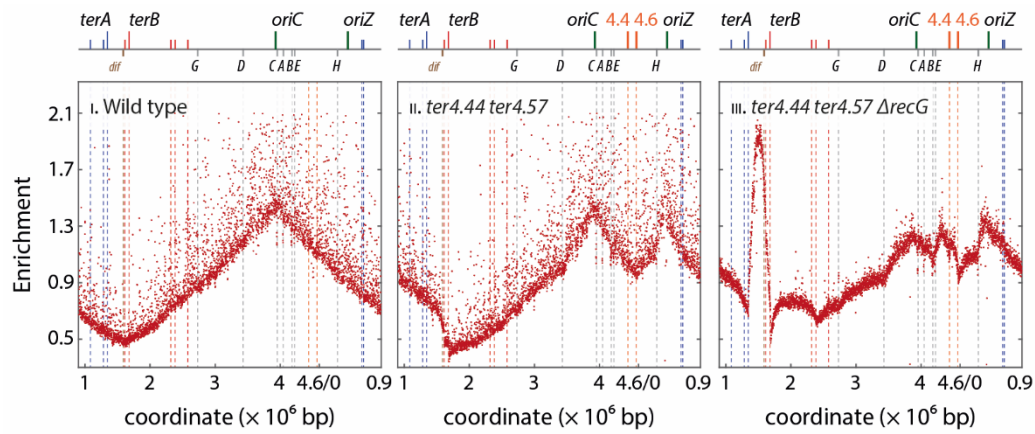 terA terB oriC oriZ
dif G D C A B E H
I. Wild type
terA terB oriC 4.4 4.6 oriZ
dif G D C A B E H
II. ter4.44 ter4.57
terA terB oriC 4.4 4.6 oriZ
dif G D C A B E H
III. ter4.44 ter4.57 ΔrecG
Enrichment
2.1
1.7
1.3
0.9
0.5
1 2 3 4 4.6/0 0.9
1 2 3 4 4.6/0 0.9
1 2 3 4 4.6/0 0.9
coordinate (× 10⁶ bp)
coordinate (× 10⁶ bp)
coordinate (× 10⁶ bp)